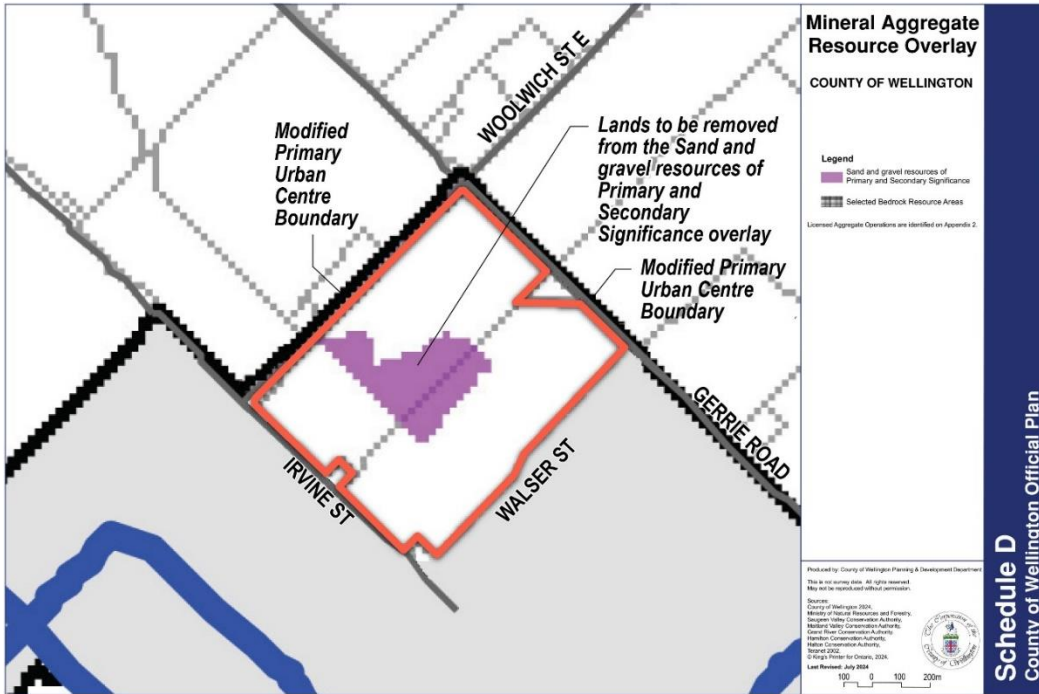 Mineral Aggregate
Resource Overlay
COUNTY OF WELLINGTON
Legend
Sand and gravel resources of
Primary and Secondary Significance
Selected Bedrock Resource Areas
Licensed Aggregate Operations are identified on Appendix 2.
WOOLWICH ST E
Modified
Primary
Urban
Centre
Boundary
Lands to be removed
from the Sand and
gravel resources of
Primary and
Secondary
Significance overlay
Modified Primary
Urban Centre
Boundary
GERRIE ROAD
IRVINE ST
WALSER ST
Produced by: County of Wellington Planning & Development Department
This is not survey data. All rights reserved.
May not be reproduced without permission.
Sources:
County of Wellington 2024,
Ministry of Natural Resources and Forestry,
Saugeen Valley Conservation Authority,
Maitland Valley Conservation Authority,
Grand River Conservation Authority,
Hamilton Conservation Authority,
Halton Conservation Authority,
Teranet 2002,
© King's Printer for Ontario, 2024.
Last Revised: July 2024
100 0 100 200m
Schedule D
County of Wellington Official Plan